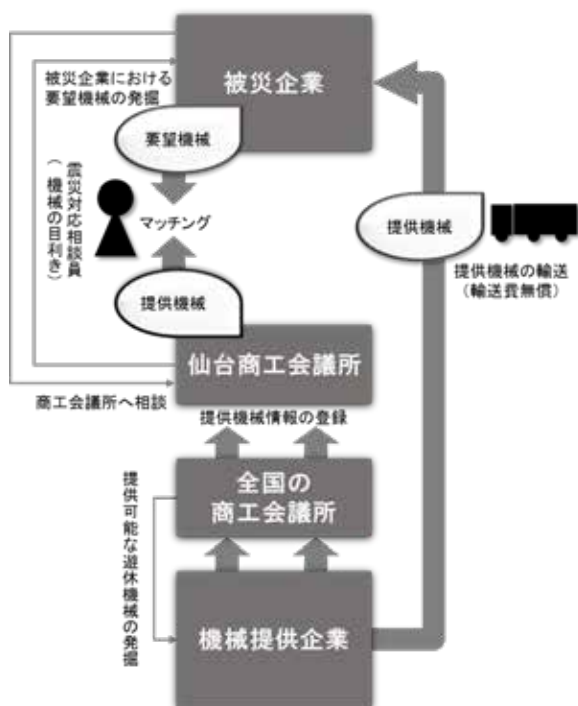 被災企業
被災企業における
要望機械の発掘
要望機械
震災対応相談員
（機械の目利き）
マッチング
提供機械
提供機械
提供機械の輸送
（輸送費無償）
仙台商工会議所
商工会議所へ相談
提供機械情報の登録
全国の
商工会議所
提供可能な遊休機械の発掘
機械提供企業